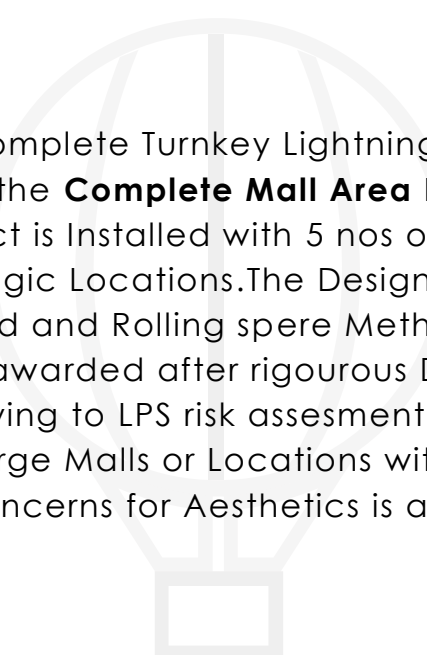 omplete Turnkey Lightning
the Complete Mall Area
ct is Installed with 5 nos o
gic Locations.The Design
d and Rolling spere Meth
awarded after rigourous D
ving to LPS risk assesment
rge Malls or Locations wit
ncerns for Aesthetics is a